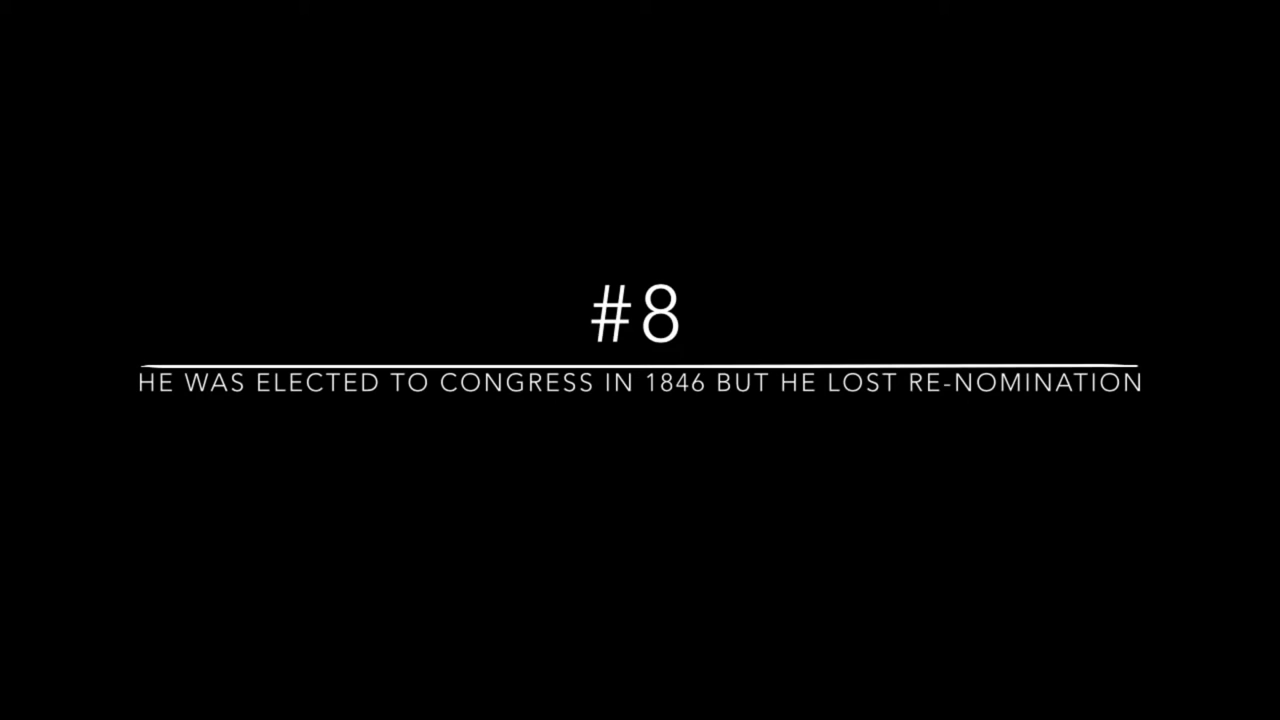 #8
HE WAS ELECTED TO CONGRESS IN 1846 BUT HE LOST RE-NOMINATION